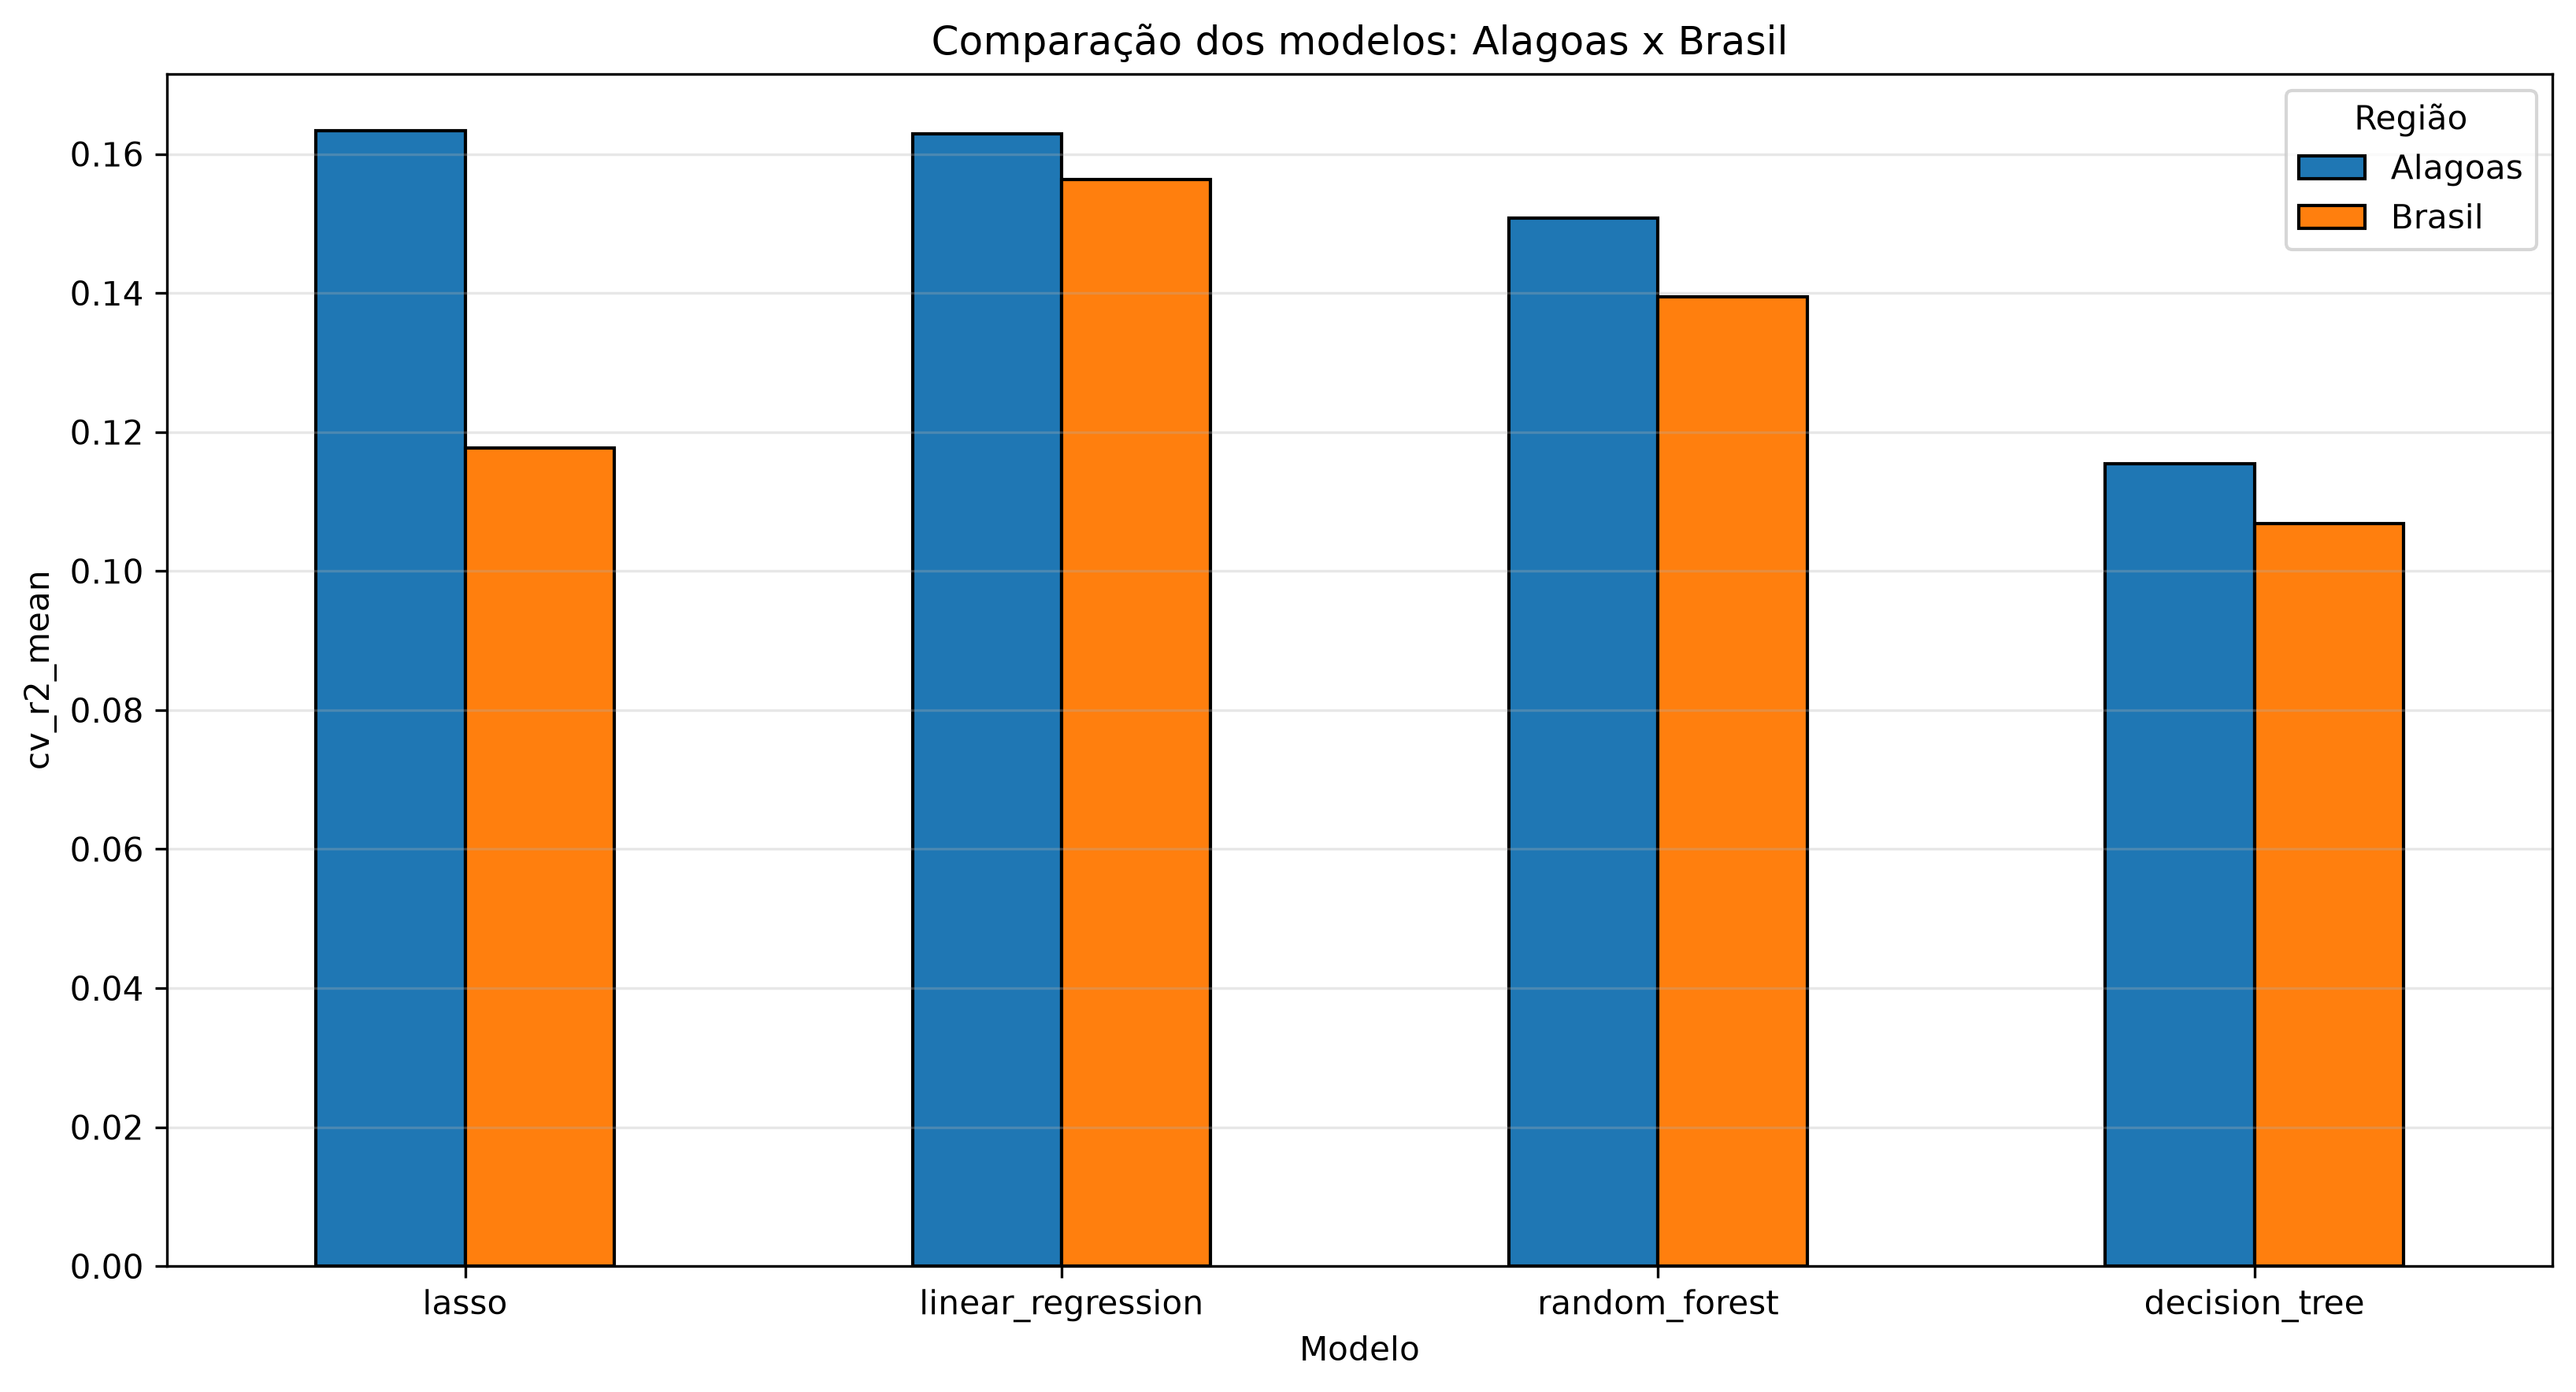 Comparação dos modelos: Alagoas x Brasil
Região
Alagoas
Brasil
cv_r2_mean
0.16
0.14
0.12
0.10
0.08
0.06
0.04
0.02
0.00
lasso
linear_regression
random_forest
decision_tree
Modelo